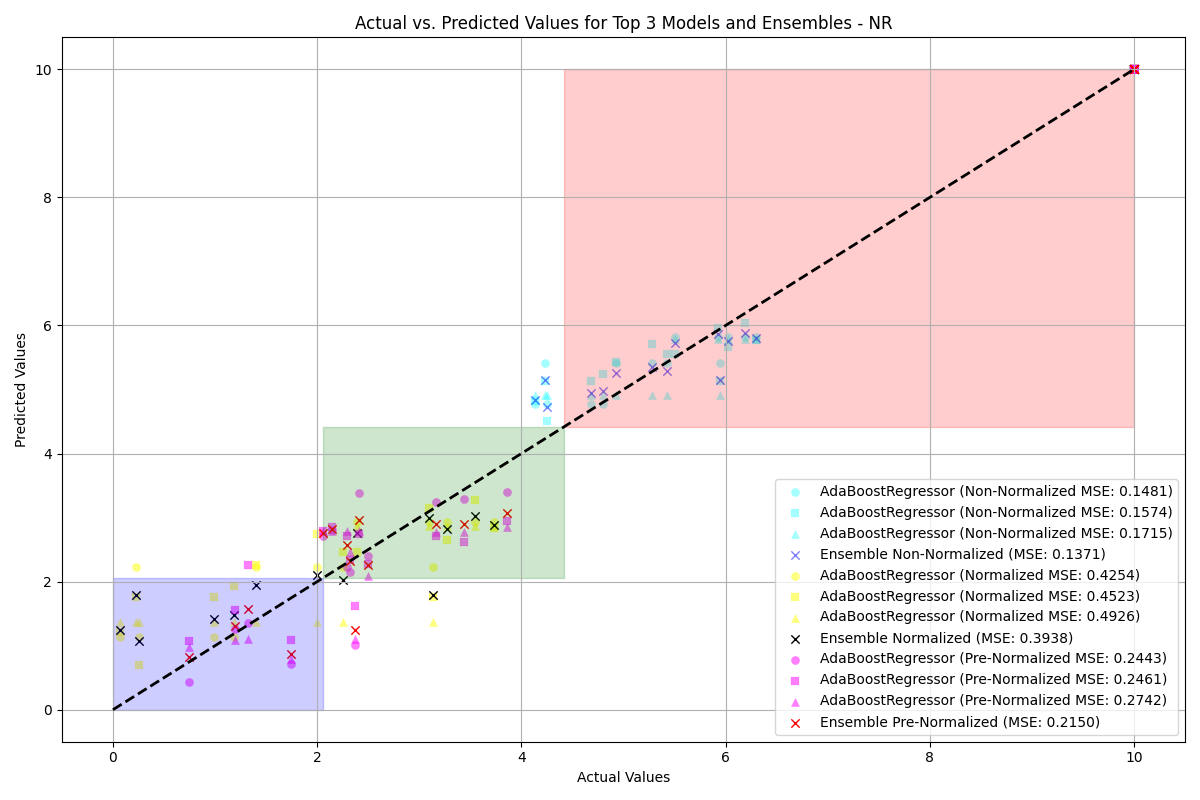 Actual vs. Predicted Values for Top 3 Models and Ensembles - NR
Predicted Values
10
8
6
4
2
0
0 2 4 6 8 10
Actual Values
AdaBoostRegressor (Non-Normalized MSE: 0.1481)
AdaBoostRegressor (Non-Normalized MSE: 0.1574)
AdaBoostRegressor (Non-Normalized MSE: 0.1715)
Ensemble Non-Normalized (MSE: 0.1371)
AdaBoostRegressor (Normalized MSE: 0.4254)
AdaBoostRegressor (Normalized MSE: 0.4523)
AdaBoostRegressor (Normalized MSE: 0.4926)
Ensemble Normalized (MSE: 0.3938)
AdaBoostRegressor (Pre-Normalized MSE: 0.2443)
AdaBoostRegressor (Pre-Normalized MSE: 0.2461)
AdaBoostRegressor (Pre-Normalized MSE: 0.2742)
Ensemble Pre-Normalized (MSE: 0.2150)